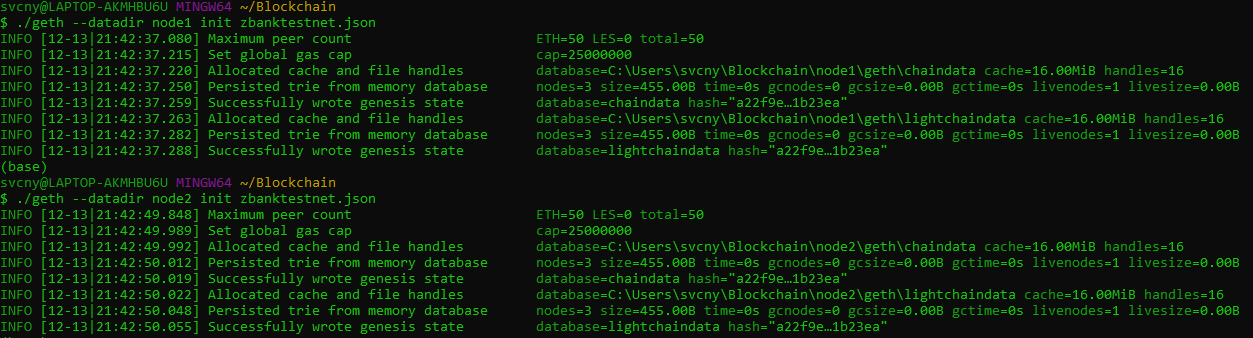 svcny@LAPTOP-AKMHBU6U MINGW64 ~/Blockchain
$ ./geth --datadir node1 init zbanktestnet.json
INFO [12-13|21:42:37.080] Maximum peer count ETH=50 LES=0 total=50
INFO [12-13|21:42:37.215] Set global gas cap cap=25000000
INFO [12-13|21:42:37.220] Allocated cache and file handles database=C:\Users\svcny\Blockchain\node1\geth\chaindata cache=16.00MiB handles=16
INFO [12-13|21:42:37.250] Persisted trie from memory database nodes=3 size=455.00B time=0s gcnodes=0 gcsize=0.00B gctime=0s livenodes=1 livesize=0.00B
INFO [12-13|21:42:37.259] Successfully wrote genesis state database=chaindata hash="a22f9e…1b23ea"
INFO [12-13|21:42:37.263] Allocated cache and file handles database=C:\Users\svcny\Blockchain\node1\geth\lightchaindata cache=16.00MiB handles=16
INFO [12-13|21:42:37.282] Persisted trie from memory database nodes=3 size=455.00B time=0s gcnodes=0 gcsize=0.00B gctime=0s livenodes=1 livesize=0.00B
INFO [12-13|21:42:37.288] Successfully wrote genesis state database=lightchaindata hash="a22f9e…1b23ea"
(base)
svcny@LAPTOP-AKMHBU6U MINGW64 ~/Blockchain
$ ./geth --datadir node2 init zbanktestnet.json
INFO [12-13|21:42:49.848] Maximum peer count ETH=50 LES=0 total=50
INFO [12-13|21:42:49.989] Set global gas cap cap=25000000
INFO [12-13|21:42:49.992] Allocated cache and file handles database=C:\Users\svcny\Blockchain\node2\geth\chaindata cache=16.00MiB handles=16
INFO [12-13|21:42:50.012] Persisted trie from memory database nodes=3 size=455.00B time=0s gcnodes=0 gcsize=0.00B gctime=0s livenodes=1 livesize=0.00B
INFO [12-13|21:42:50.019] Successfully wrote genesis state database=chaindata hash="a22f9e…1b23ea"
INFO [12-13|21:42:50.022] Allocated cache and file handles database=C:\Users\svcny\Blockchain\node2\geth\lightchaindata cache=16.00MiB handles=16
INFO [12-13|21:42:50.048] Persisted trie from memory database nodes=3 size=455.00B time=0s gcnodes=0 gcsize=0.00B gctime=0s livenodes=1 livesize=0.00B
INFO [12-13|21:42:50.055] Successfully wrote genesis state database=lightchaindata hash="a22f9e…1b23ea"